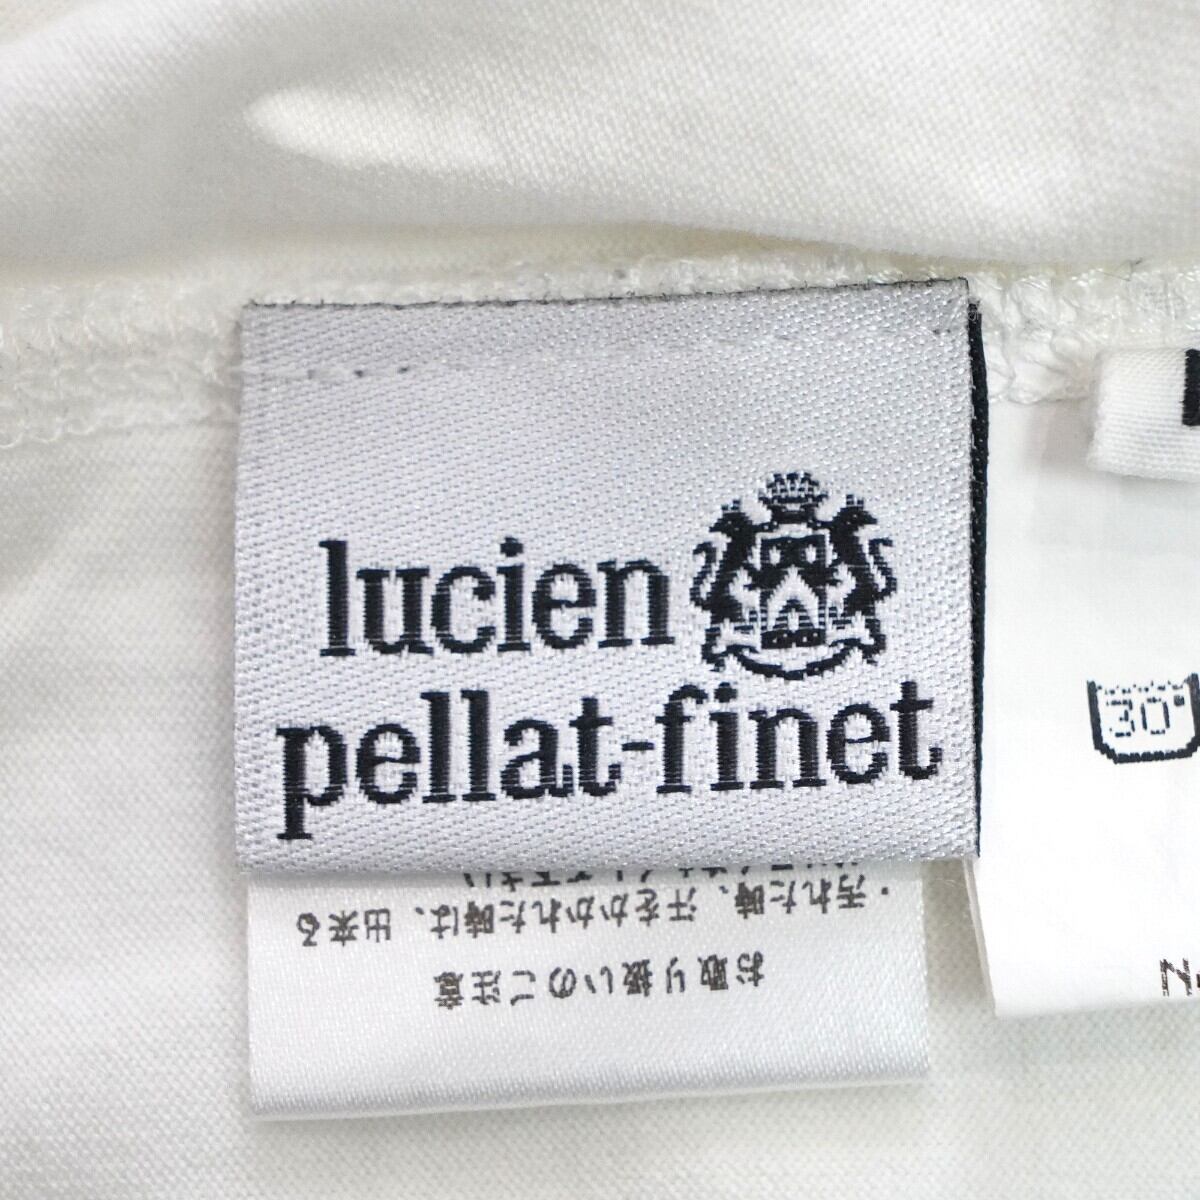 lucien
pellat-finet
30°
お取り扱いのご注意
・汚れた時、汗をかかれた時は、出来る